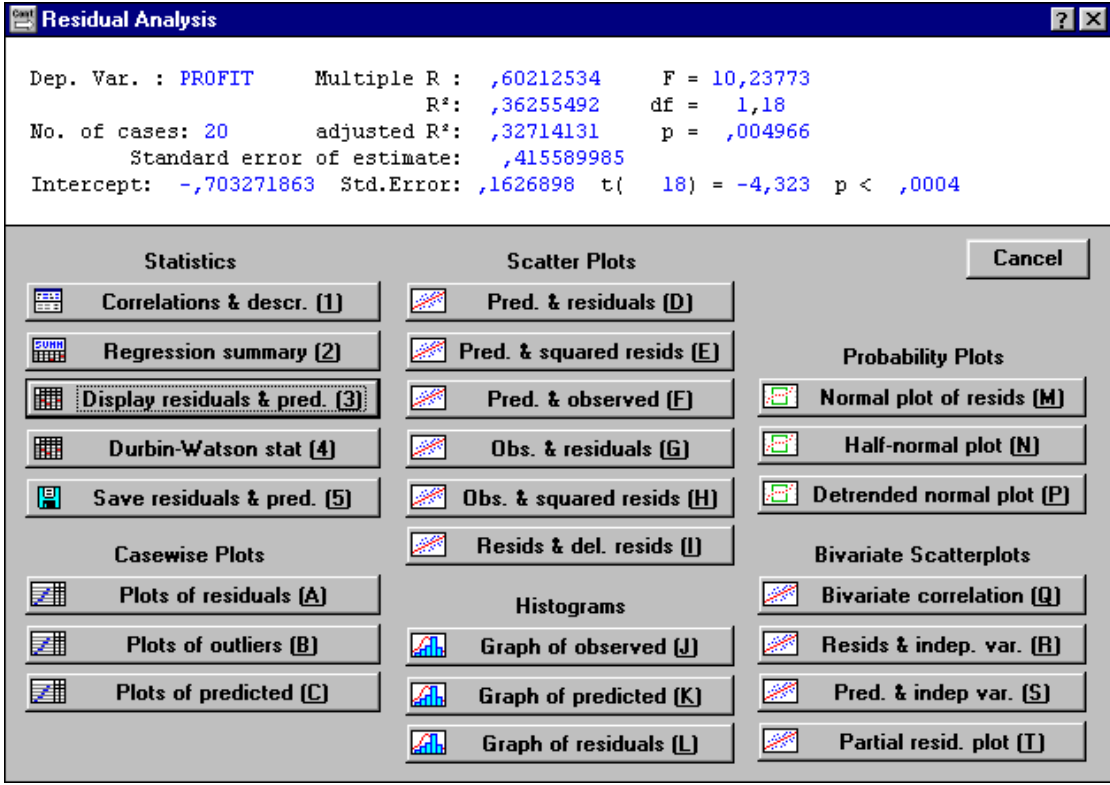 Residual Analysis
Dep. Var. : PROFIT Multiple R : ,60212534 F = 10,23773
R²: ,36255492 df = 1,18
No. of cases: 20 adjusted R²: ,32714131 p = ,004966
Standard error of estimate: ,415589985
Intercept: -,703271863 Std.Error: ,1626898 t( 18) = -4,323 p < ,0004
Cancel
Statistics
Correlations & descr. (1)
Regression summary (2)
Display residuals & pred. (3)
Durbin-Watson stat (4)
Save residuals & pred. (5)
Casewise Plots
Plots of residuals (A)
Plots of outliers (B)
Plots of predicted (C)
Scatter Plots
Pred. & residuals (D)
Pred. & squared resids (E)
Pred. & observed (F)
Obs. & residuals (G)
Obs. & squared resids (H)
Resids & del. resids (I)
Histograms
Graph of observed (J)
Graph of predicted (K)
Graph of residuals (L)
Probability Plots
Normal plot of resids (M)
Half-normal plot (N)
Detrended normal plot (P)
Bivariate Scatterplots
Bivariate correlation (Q)
Resids & indep. var. (R)
Pred. & indep var. (S)
Partial resid. plot (T)